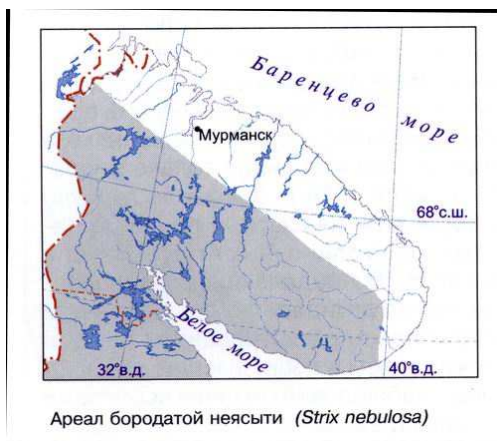 Баренцево море
Мурманск
68°с.ш.
Белое море
32°в.д.
40°в.д.
Ареал бородатой неясыти (Strix nebulosa)